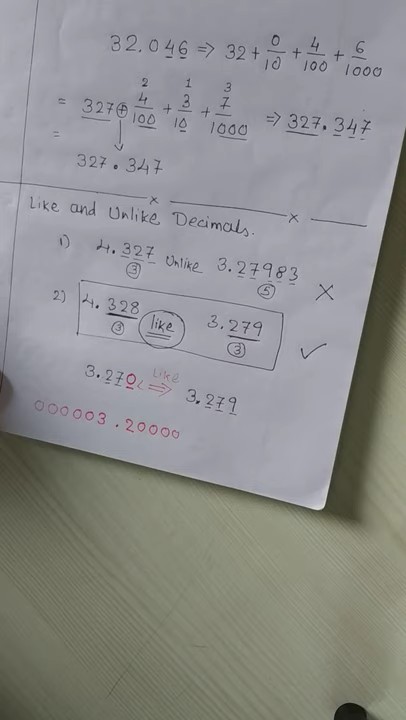 32.046 ⇒ 32 + 0/10 + 4/100 + 6/1000
2 1 3
= 327 + 4/100 + 3/10 + 7/1000 ⇒ 327.347
=
↓
327.347
x x
Like and Unlike Decimals.
1) 4.327 Unlike 3.27983 X
③ ⑤
2) 4.328 like 3.279 ✓
③ ③
3.270 ⇐⇒ like 3.279
000003.20000